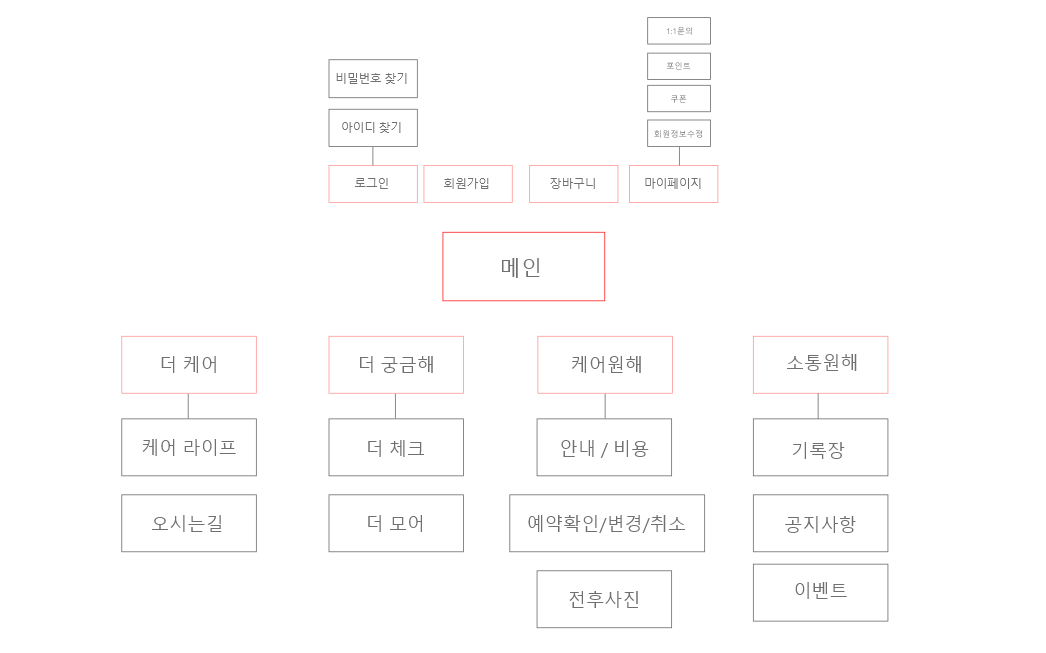 1:1문의
포인트
쿠폰
회원정보수정
비밀번호 찾기
아이디 찾기
로그인
회원가입
장바구니
마이페이지
메인
더 케어
더 궁금해
케어원해
소통원해
케어 라이프
더 체크
안내 / 비용
기록장
오시는길
더 모어
예약확인/변경/취소
공지사항
전후사진
이벤트